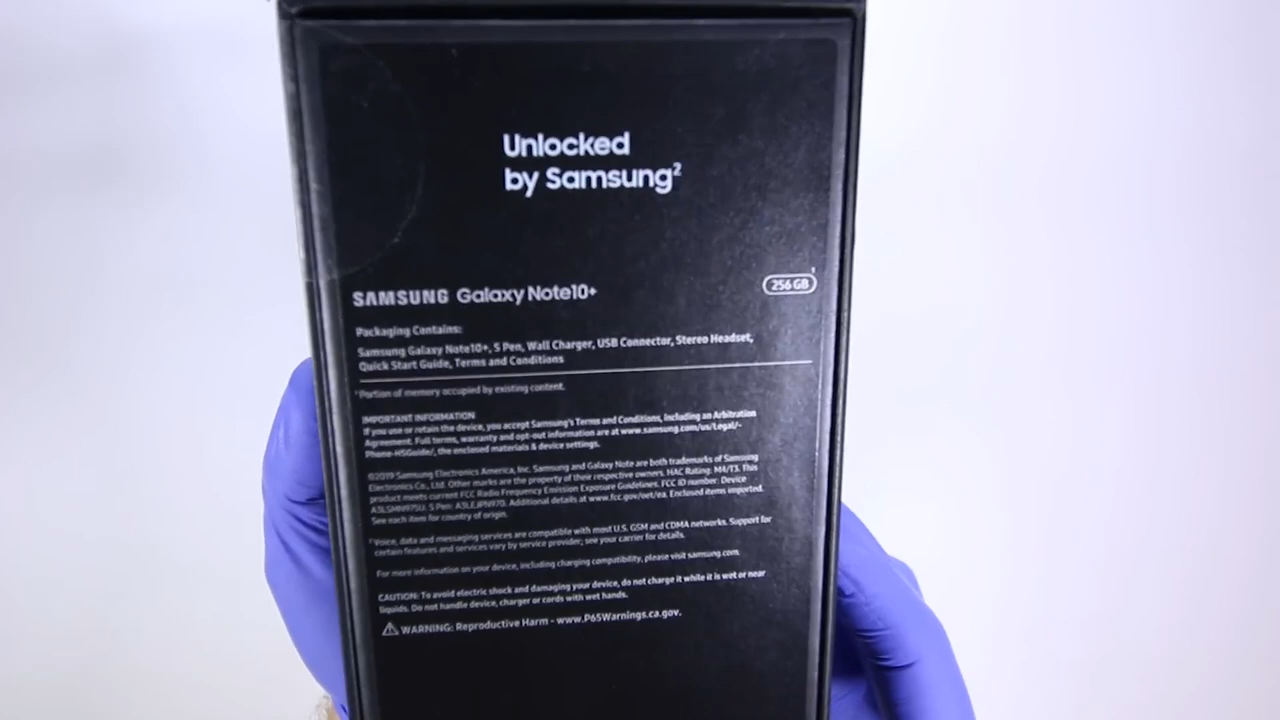 Unlocked
by Samsung²
SAMSUNG Galaxy Note10+
256 GB¹
Packaging Contains:
Samsung Galaxy Note10+, S Pen, Wall Charger, USB Connector, Stereo Headset,
Quick Start Guide, Terms and Conditions
¹Portion of memory occupied by existing content.
IMPORTANT INFORMATION
If you use or retain the device, you accept Samsung's Terms and Conditions, including an Arbitration
Agreement. Full terms, warranty and opt-out information are at www.samsung.com/us/Legal/-
Phone-HSGuide/, the enclosed materials & device settings.
©2019 Samsung Electronics America, Inc. Samsung and Galaxy Note are both trademarks of Samsung
Electronics Co., Ltd. Other marks are the property of their respective owners. HAC Rating: M4/T3. This
product meets current FCC Radio Frequency Emission Exposure Guidelines. FCC ID number: Device
A3LSMN975U, S Pen: A3LEJPN970. Additional details at www.fcc.gov/oet/ea. Enclosed items imported.
See each item for country of origin.
²Voice, data and messaging services are compatible with most U.S. GSM and CDMA networks. Support for
certain features and services vary by service provider; see your carrier for details.
For more information on your device, including charging compatibility, please visit samsung.com.
CAUTION: To avoid electric shock and damaging your device, do not charge it while it is wet or near
liquids. Do not handle device, charger or cords with wet hands.
WARNING: Reproductive Harm - www.P65Warnings.ca.gov.